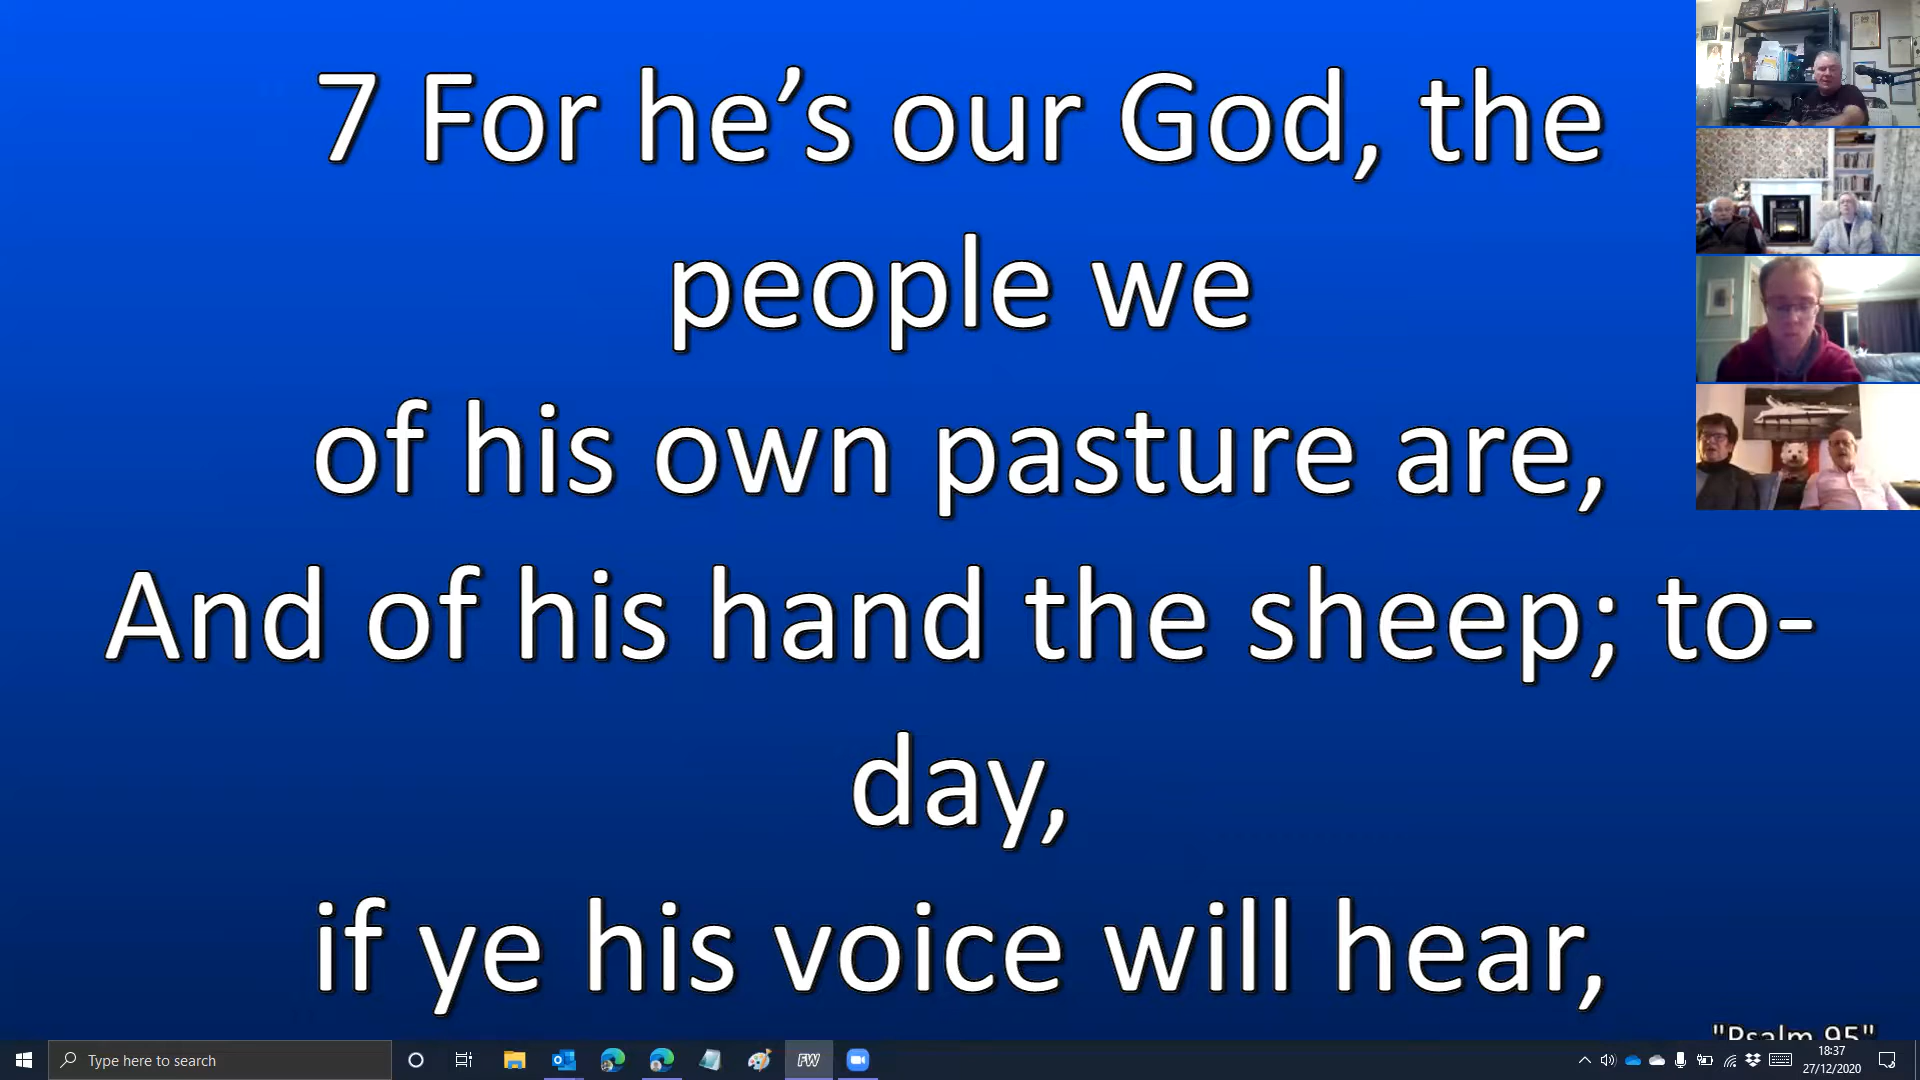 7 For he’s our God, the
people we
of his own pasture are,
And of his hand the sheep; to-
day,
if ye his voice will hear,
"Psalm 95"
Type here to search
FW
18:37
27/12/2020